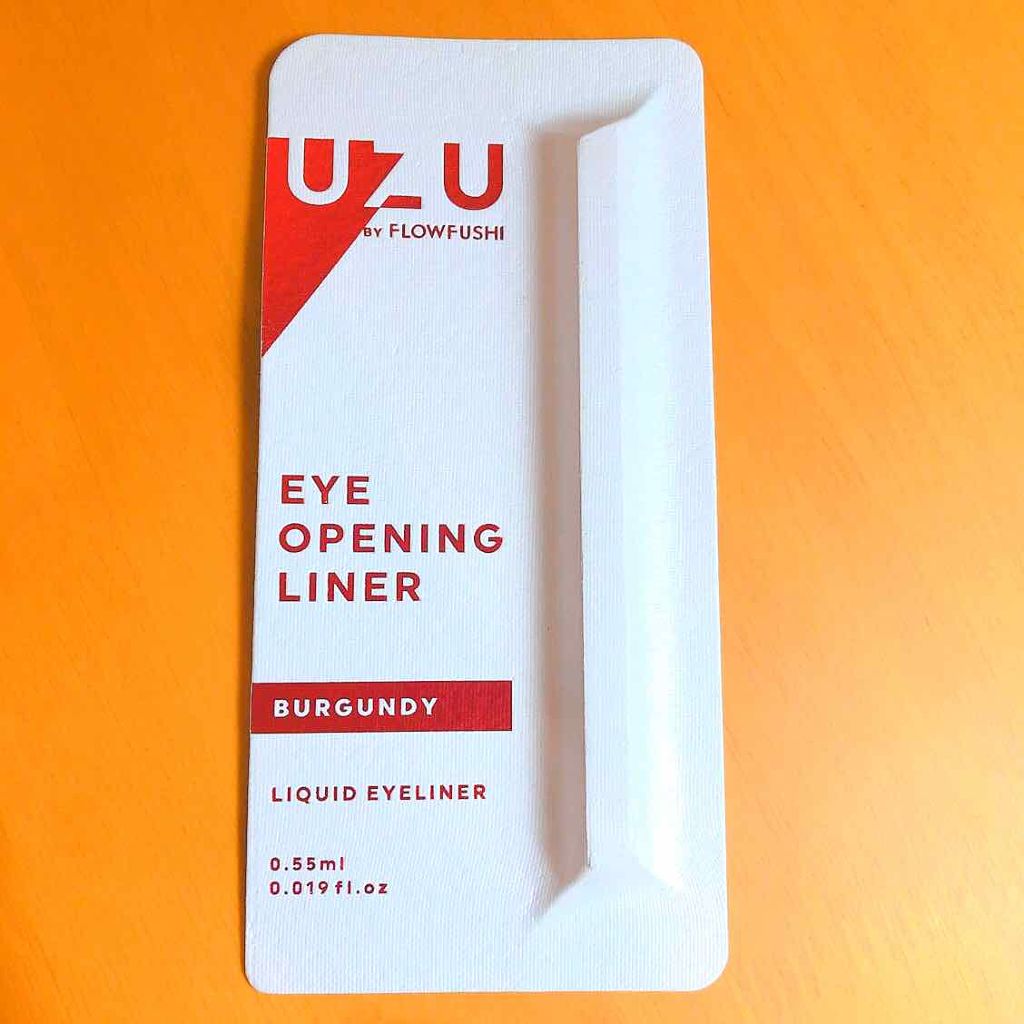 UZU
BY FLOWFUSHI
EYE
OPENING
LINER
BURGUNDY
LIQUID EYELINER
0.55ml
0.019 fl.oz